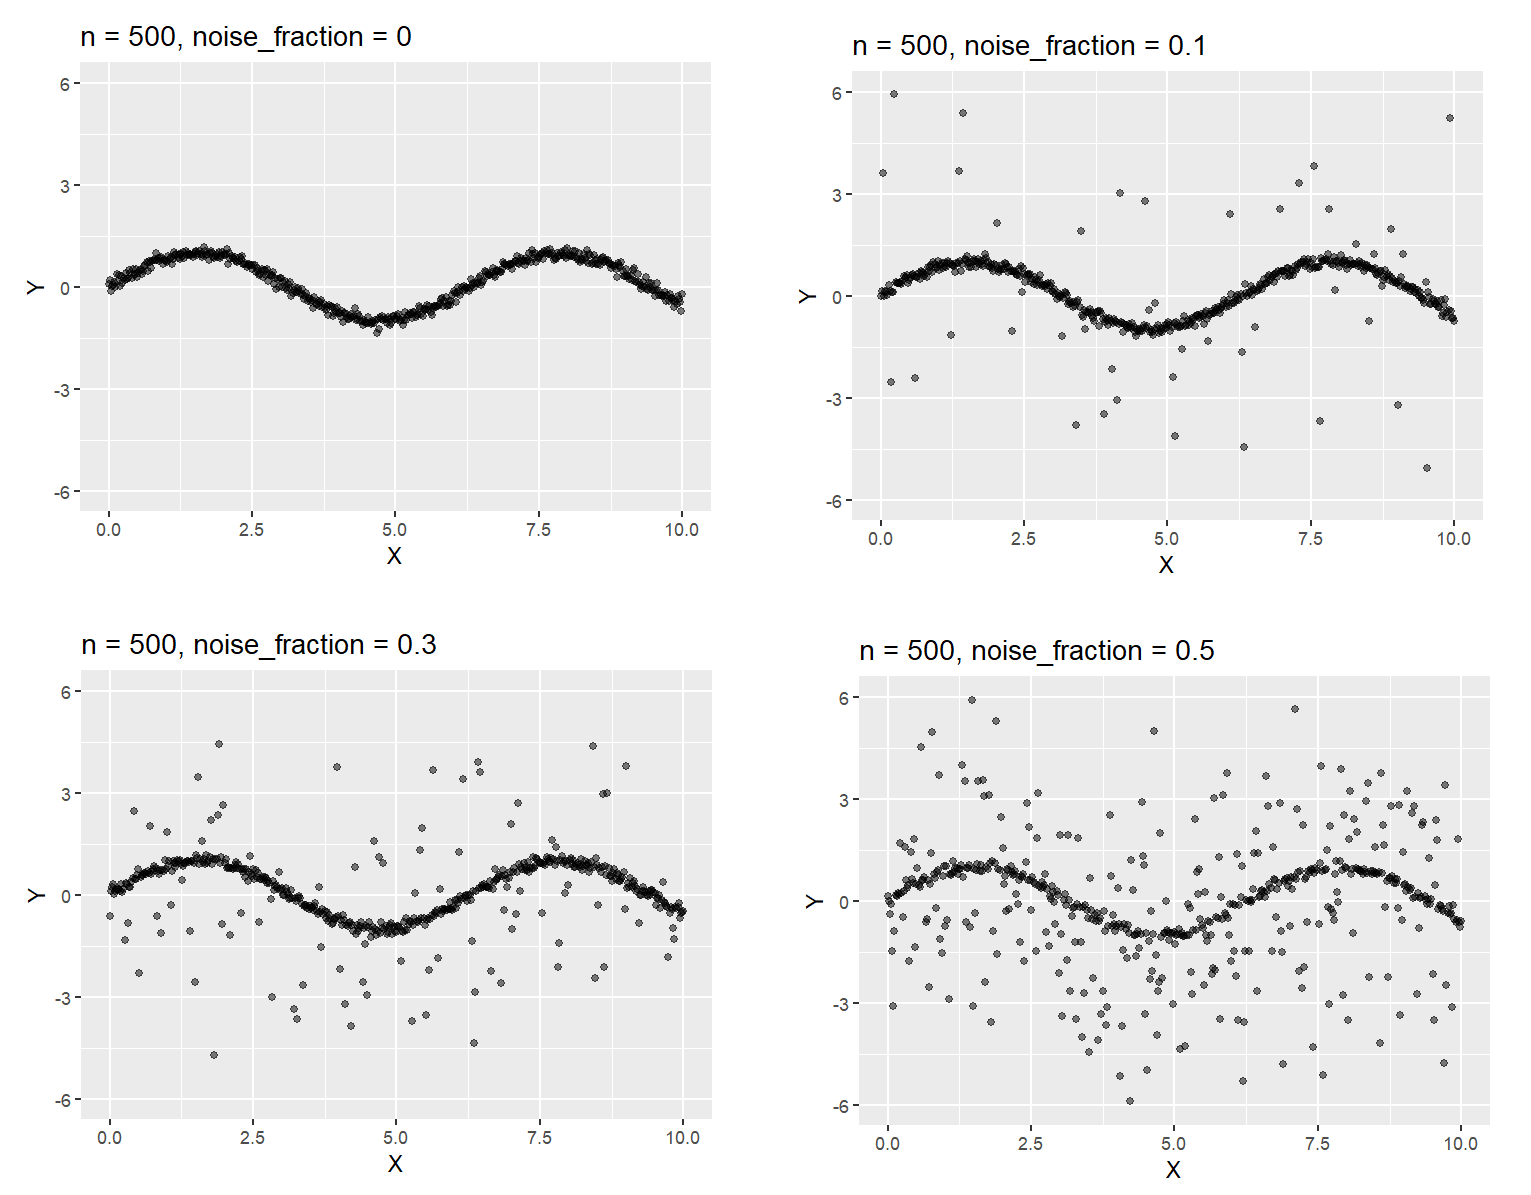 n = 500, noise_fraction = 0
6
3
0
-3
-6
Y
0.0 2.5 5.0 7.5 10.0
X
n = 500, noise_fraction = 0.1
6
3
0
-3
-6
Y
0.0 2.5 5.0 7.5 10.0
X
n = 500, noise_fraction = 0.3
6
3
0
-3
-6
Y
0.0 2.5 5.0 7.5 10.0
X
n = 500, noise_fraction = 0.5
6
3
0
-3
-6
Y
0.0 2.5 5.0 7.5 10.0
X